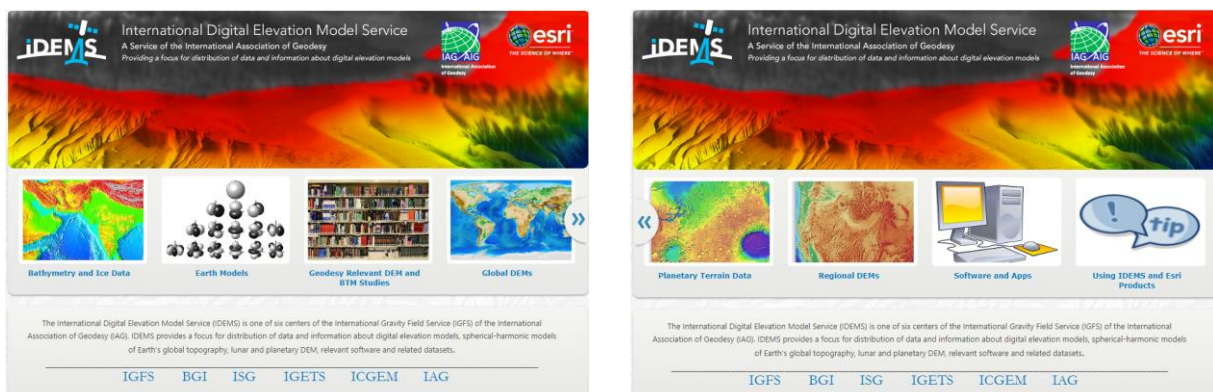 iDEMS
International Digital Elevation Model Service
A Service of the International Association of Geodesy
Providing a focus for distribution of data and information about digital elevation models
IAG/AIG
International Association
of Geodesy
esri
THE SCIENCE OF WHERE
Bathymetry and Ice Data
Earth Models
Geodesy Relevant DEM and
BTM Studies
Global DEMs
The International Digital Elevation Model Service (IDEMS) is one of six centers of the International Gravity Field Service (IGFS) of the International
Association of Geodesy (IAG). IDEMS provides a focus for distribution of data and information about digital elevation models, spherical-harmonic models
of Earth's global topography, lunar and planetary DEM, relevant software and related datasets.
IGFS BGI ISG IGETS ICGEM IAG
iDEMS
International Digital Elevation Model Service
A Service of the International Association of Geodesy
Providing a focus for distribution of data and information about digital elevation models
IAG/AIG
International Association
of Geodesy
esri
THE SCIENCE OF WHERE
!
tip
Planetary Terrain Data
Regional DEMs
Software and Apps
Using IDEMS and Esri
Products
The International Digital Elevation Model Service (IDEMS) is one of six centers of the International Gravity Field Service (IGFS) of the International
Association of Geodesy (IAG). IDEMS provides a focus for distribution of data and information about digital elevation models, spherical-harmonic models
of Earth's global topography, lunar and planetary DEM, relevant software and related datasets.
IGFS BGI ISG IGETS ICGEM IAG